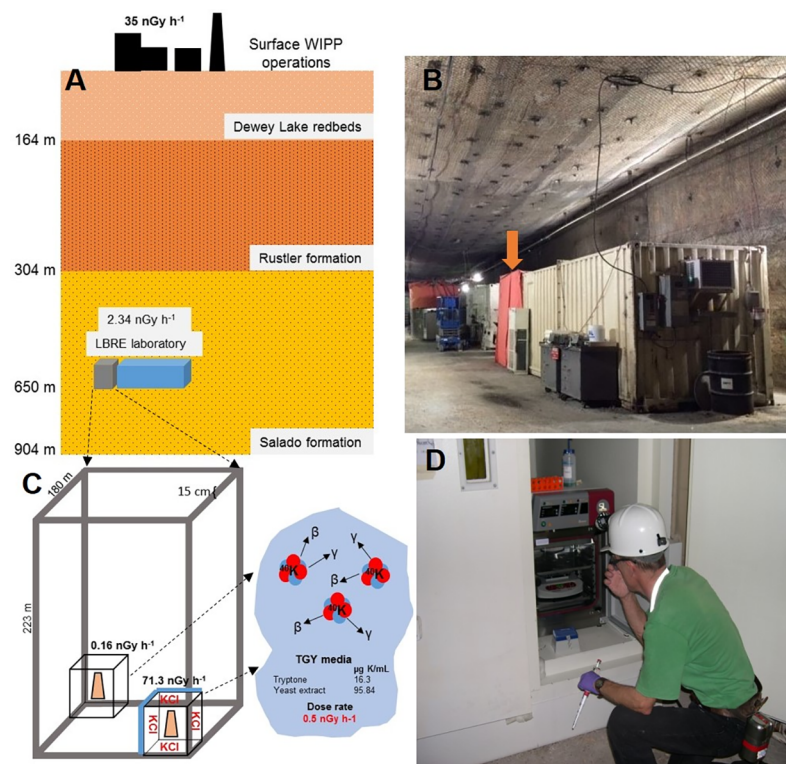 35 nGy h⁻¹
Surface WIPP
operations
A
Dewey Lake redbeds
164 m
Rustler formation
304 m
2.34 nGy h⁻¹
LBRE laboratory
650 m
Salado formation
904 m
B
C
180 m
15 cm{
223 m
0.16 nGy h⁻¹
71.3 nGy h⁻¹
KCl
KCl
KCl
KCl
β
γ
γ
⁴⁰K
β
⁴⁰K
⁴⁰K
β
γ
TGY media
µg K/mL
Tryptone 16.3
Yeast extract 95.84
Dose rate
0.5 nGy h-1
D